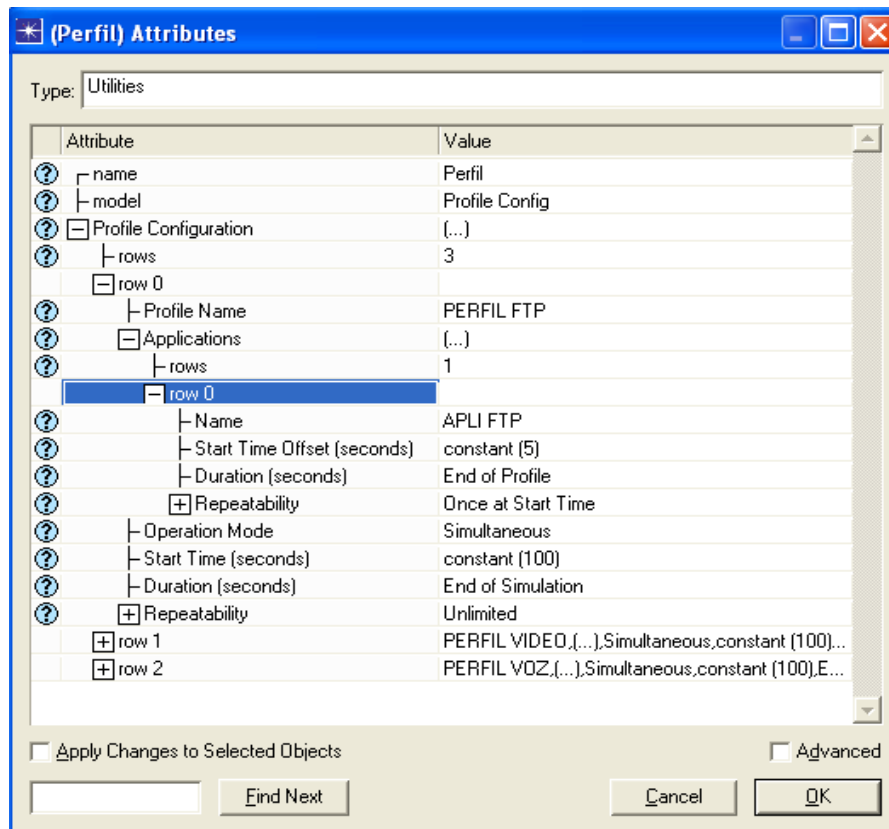 (Perfil) Attributes
Type: Utilities
Attribute Value
name Perfil
model Profile Config
Profile Configuration (...)
rows 3
row 0
Profile Name PERFIL FTP
Applications (...)
rows 1
row 0
Name APLI FTP
Start Time Offset (seconds) constant (5)
Duration (seconds) End of Profile
Repeatability Once at Start Time
Operation Mode Simultaneous
Start Time (seconds) constant (100)
Duration (seconds) End of Simulation
Repeatability Unlimited
row 1 PERFIL VIDEO,(...),Simultaneous,constant (100)...
row 2 PERFIL VOZ,(...),Simultaneous,constant (100),E...
Apply Changes to Selected Objects Advanced
Find Next Cancel OK